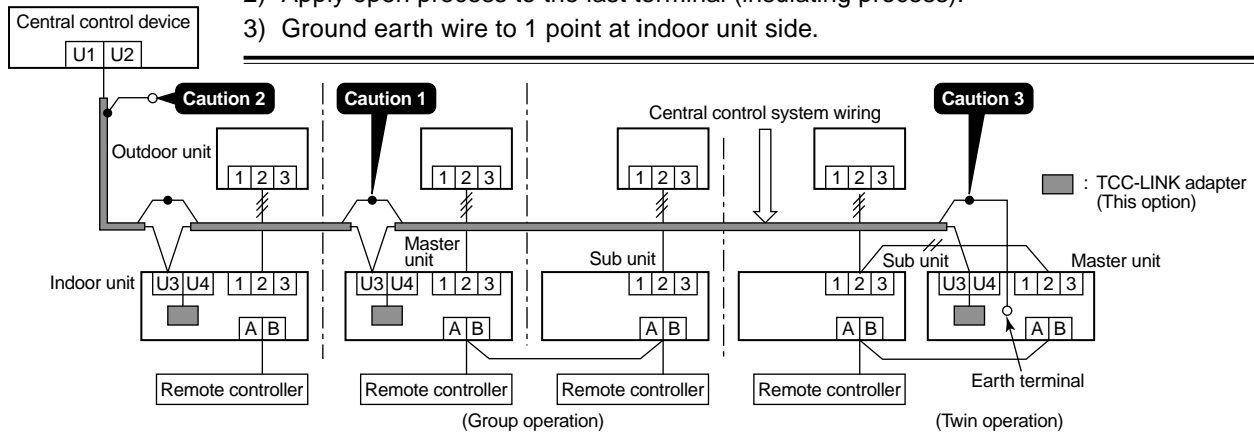 2) Apply open process to the last terminal (insulating process).
3) Ground earth wire to 1 point at indoor unit side.
Central control device
U1 U2
Caution 2
Caution 1
Caution 3
Central control system wiring
Outdoor unit
1 2 3
1 2 3
1 2 3
1 2 3
: TCC-LINK adapter
(This option)
Master
unit
Sub unit
Sub unit
Master unit
Indoor unit
U3 U4 1 2 3
U3 U4 1 2 3
1 2 3
1 2 3
U3 U4 1 2 3
A B
A B
A B
A B
A B
Earth terminal
Remote controller
Remote controller
Remote controller
Remote controller
(Group operation)
(Twin operation)